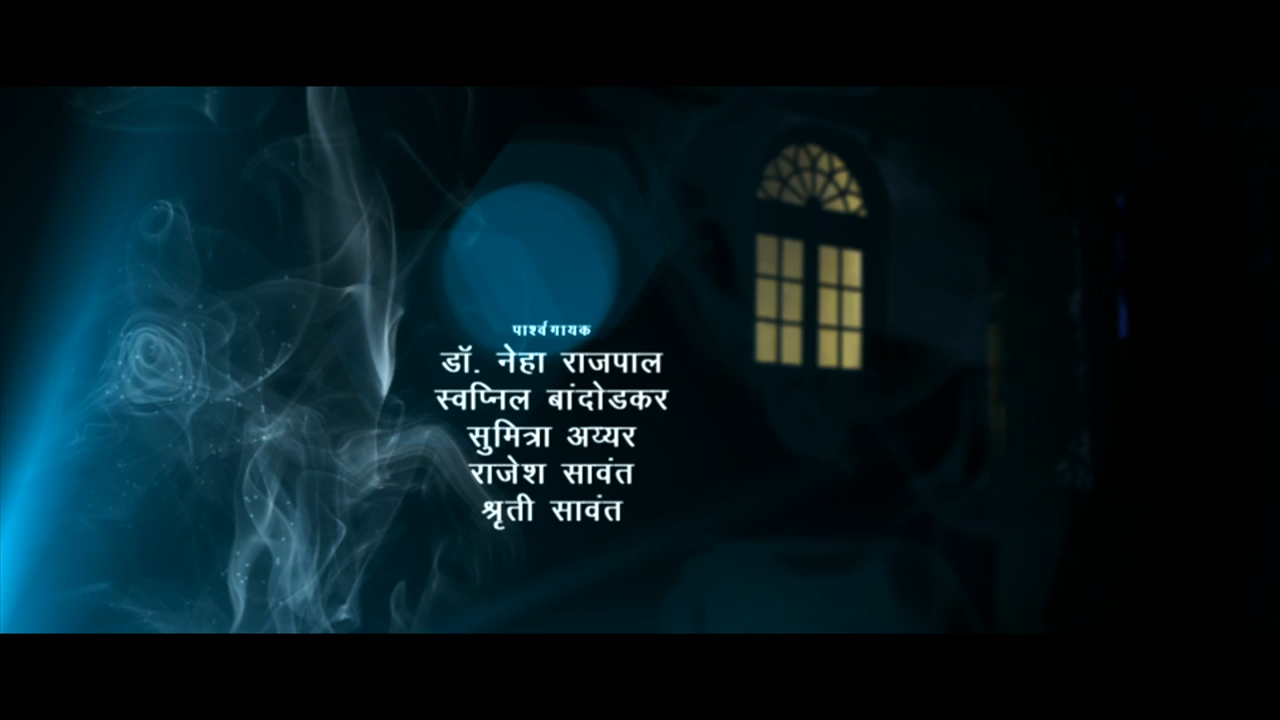 पार्श्वगायक
डॉ. नेहा राजपाल
स्वप्निल बांदोडकर
सुमित्रा अय्यर
राजेश सावंत
श्रृती सावंत